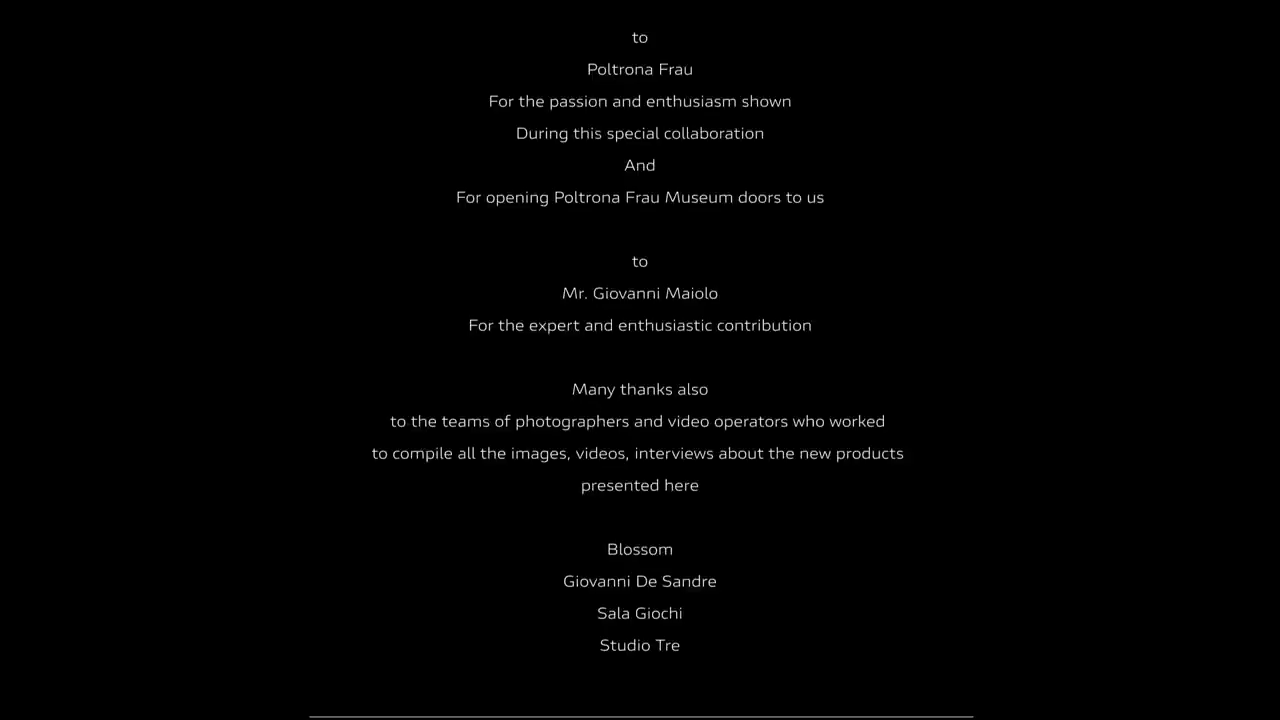 to
Poltrona Frau
For the passion and enthusiasm shown
During this special collaboration
And
For opening Poltrona Frau Museum doors to us
to
Mr. Giovanni Maiolo
For the expert and enthusiastic contribution
Many thanks also
to the teams of photographers and video operators who worked
to compile all the images, videos, interviews about the new products
presented here
Blossom
Giovanni De Sandre
Sala Giochi
Studio Tre